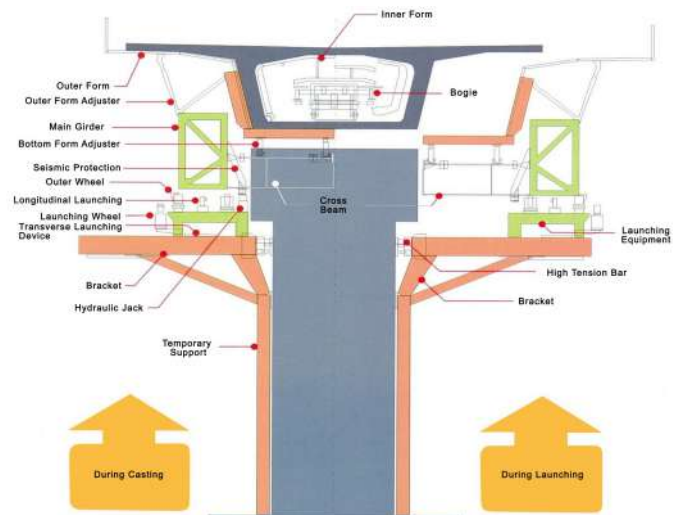 Inner Form
Outer Form
Outer Form Adjuster
Bogie
Main Girder
Bottom Form Adjuster
Seismic Protection
Outer Wheel
Cross
Beam
Longitudinal Launching
Launching Wheel
Transverse Launching
Device
Launching
Equipment
Bracket
High Tension Bar
Hydraulic Jack
Bracket
Temporary
Support
During Casting
During Launching